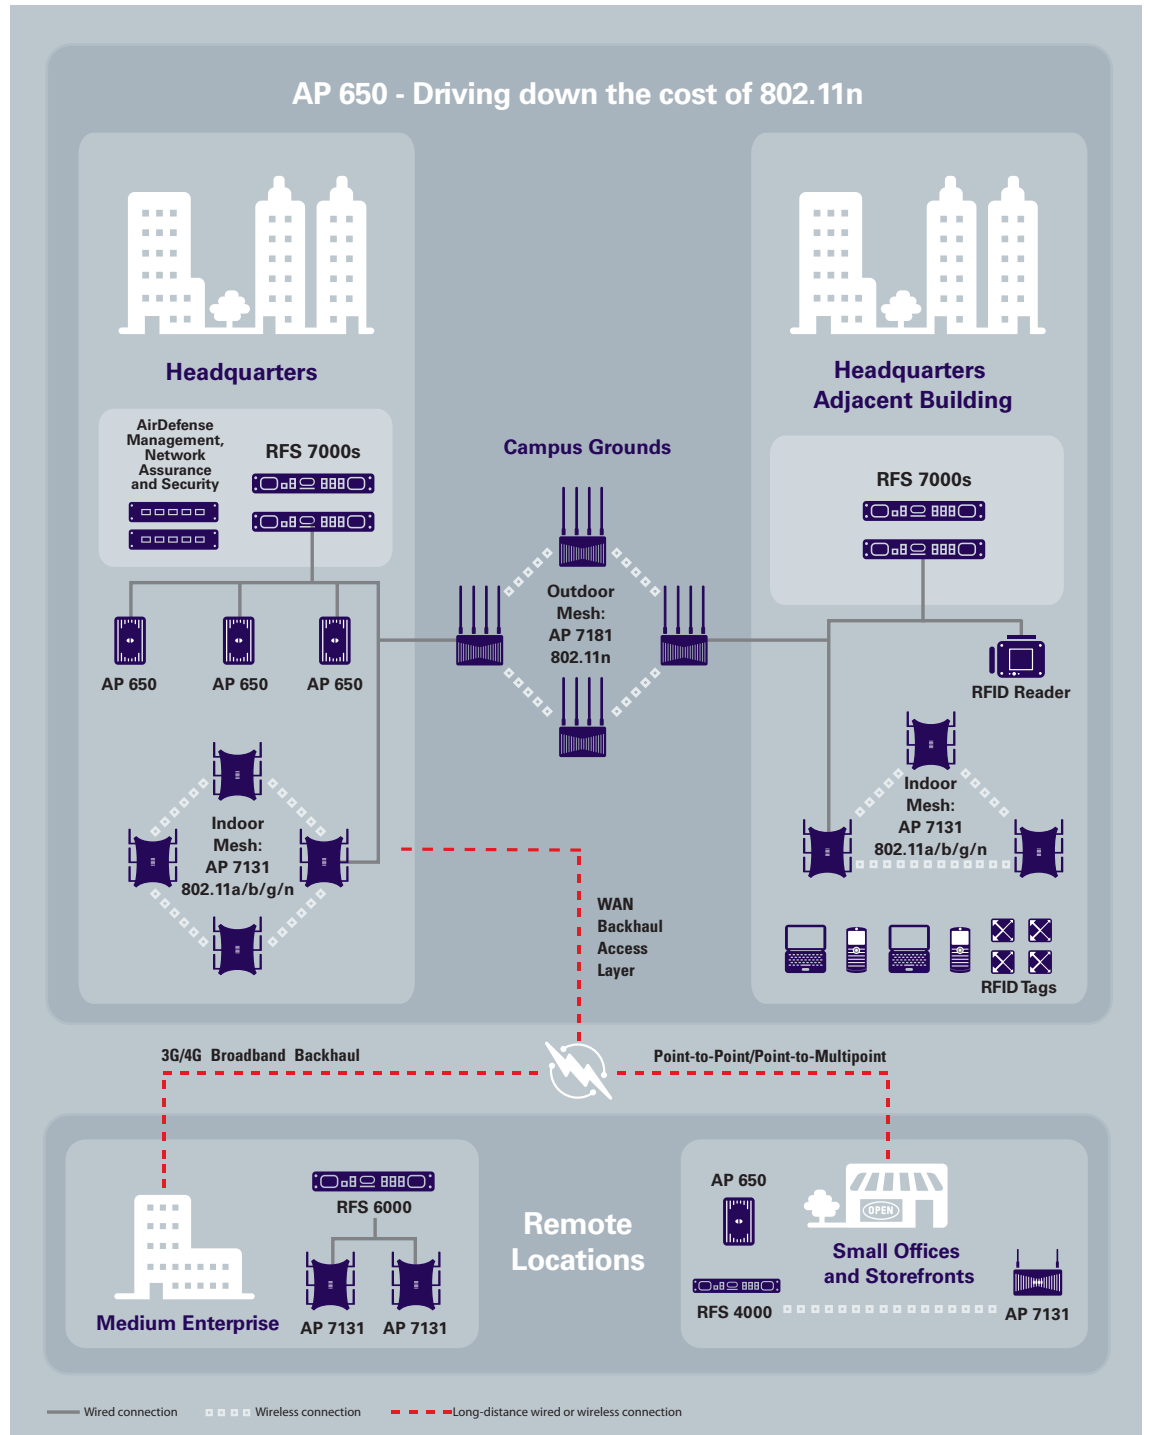 AP 650 - Driving down the cost of 802.11n
Headquarters
AirDefense
Management,
Network
Assurance
and Security
RFS 7000s
AP 650
AP 650
AP 650
Indoor
Mesh:
AP 7131
802.11a/b/g/n
Campus Grounds
Outdoor
Mesh:
AP 7181
802.11n
Headquarters
Adjacent Building
RFS 7000s
RFID Reader
Indoor
Mesh:
AP 7131
802.11a/b/g/n
RFID Tags
WAN
Backhaul
Access
Layer
3G/4G Broadband Backhaul
Point-to-Point/Point-to-Multipoint
Medium Enterprise
RFS 6000
AP 7131
AP 7131
Remote
Locations
AP 650
OPEN
Small Offices
and Storefronts
RFS 4000
AP 7131
Wired connection
Wireless connection
Long-distance wired or wireless connection